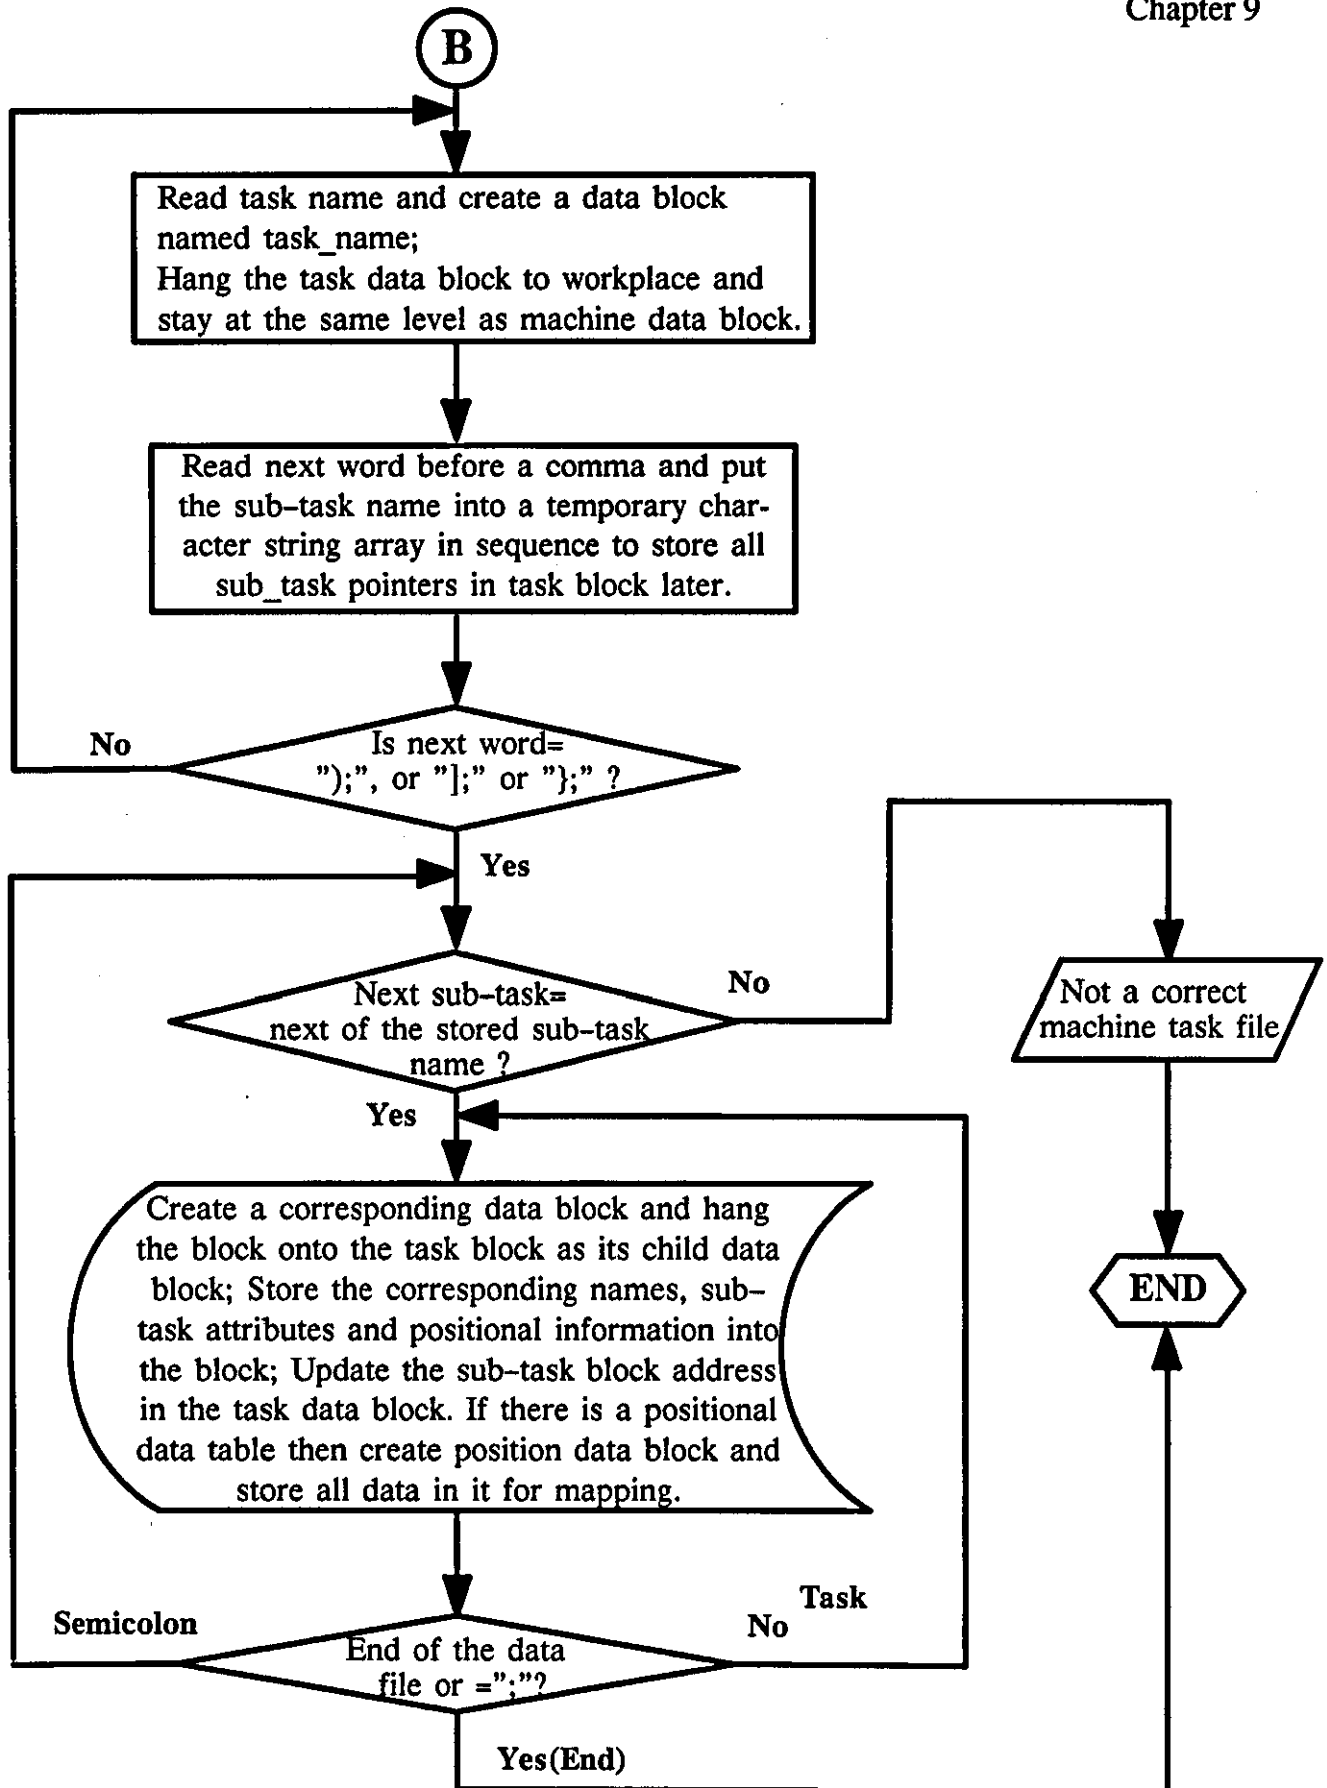 Chapter 9
B
Read task name and create a data block
named task_name;
Hang the task data block to workplace and
stay at the same level as machine data block.
Read next word before a comma and put
the sub-task name into a temporary char-
acter string array in sequence to store all
sub_task pointers in task block later.
No
Is next word=
”);”, or ”];” or ”};” ?
Yes
Next sub-task=
next of the stored sub-task
name ?
No
Not a correct
machine task file
Yes
Create a corresponding data block and hang
the block onto the task block as its child data
block; Store the corresponding names, sub-
task attributes and positional information into
the block; Update the sub-task block address
in the task data block. If there is a positional
data table then create position data block and
store all data in it for mapping.
END
Semicolon
Task
No
End of the data
file or =”;”?
Yes(End)